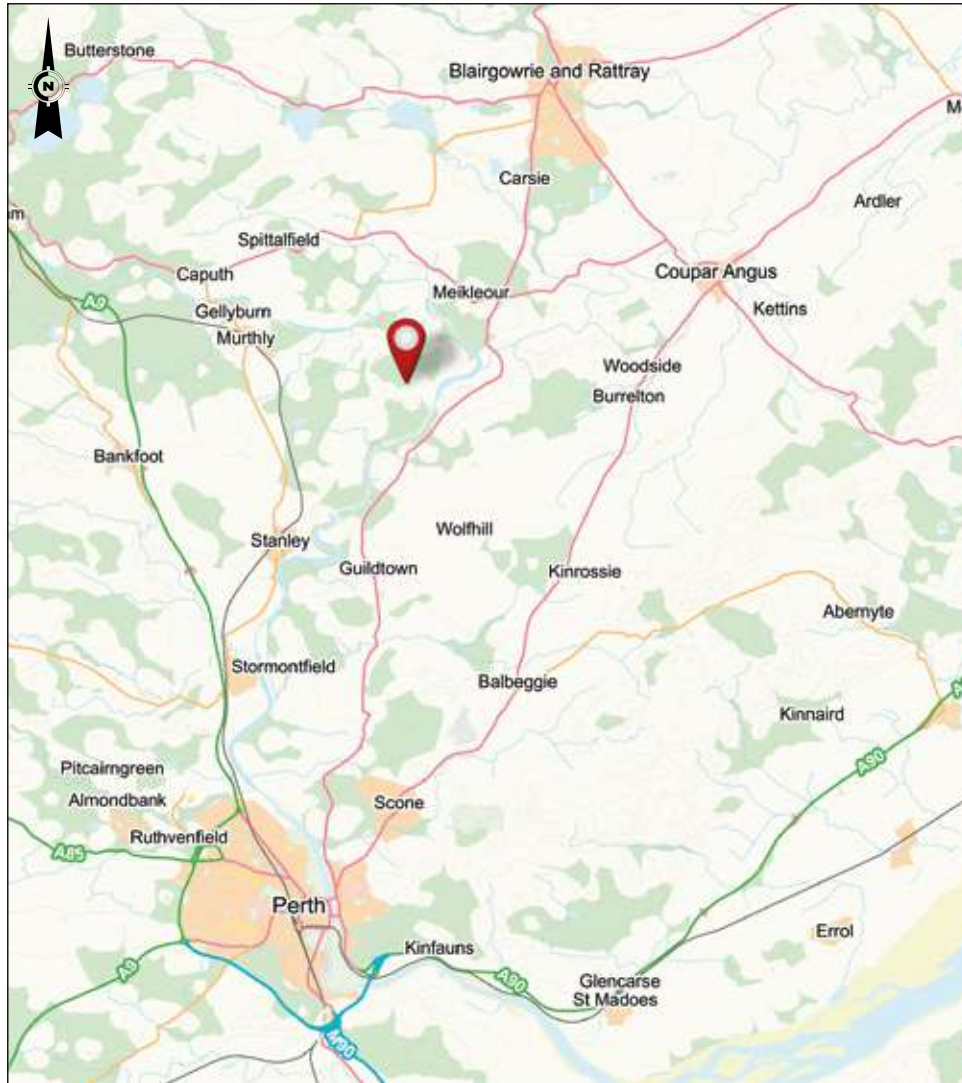 N
Butterstone
Blairgowrie and Rattray
Carsie
Ardler
Spittalfield
Caputh
Coupar Angus
Meikleour
Kettins
A9
Gellyburn
Murthly
Woodside
Burrelton
Bankfoot
Wolfhill
Stanley
Guildtown
Kinrossie
Abernyte
Stormontfield
Balbeggie
Kinnaird
A90
Pitcairngreen
Almondbank
Scone
Ruthvenfield
A85
Perth
Errol
Kinfauns
A9
A90
Glencarse
St Madoes
M90